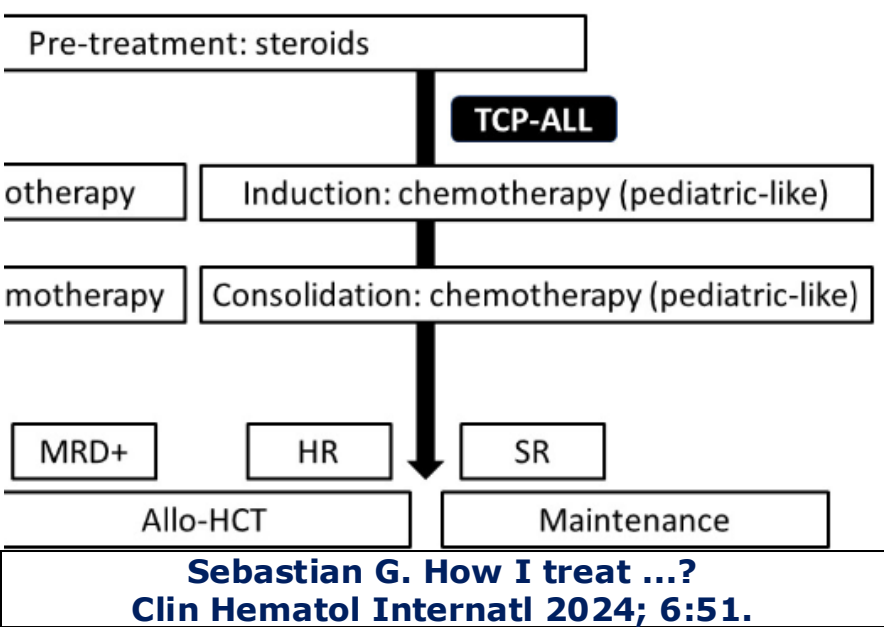 Pre-treatment: steroids
TCP-ALL
otherapy
Induction: chemotherapy (pediatric-like)
motherapy
Consolidation: chemotherapy (pediatric-like)
MRD+
HR
SR
Allo-HCT
Maintenance
Sebastian G. How I treat ...?
Clin Hematol Internatl 2024; 6:51.